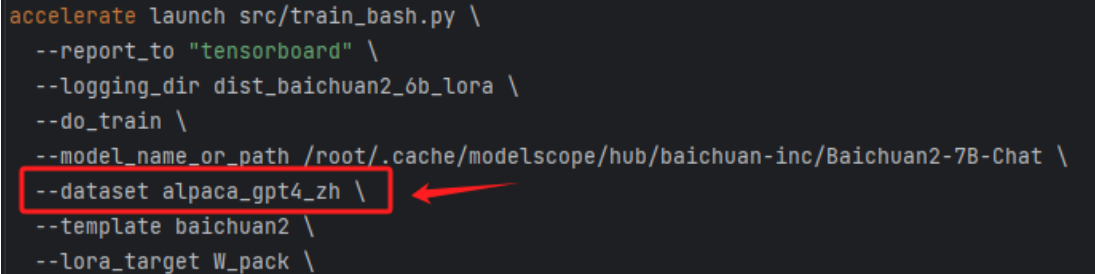 accelerate launch src/train_bash.py \
--report_to "tensorboard" \
--logging_dir dist_baichuan2_6b_lora \
--do_train \
--model_name_or_path /root/.cache/modelscope/hub/baichuan-inc/Baichuan2-7B-Chat \
--dataset alpaca_gpt4_zh \
--template baichuan2 \
--lora_target W_pack \